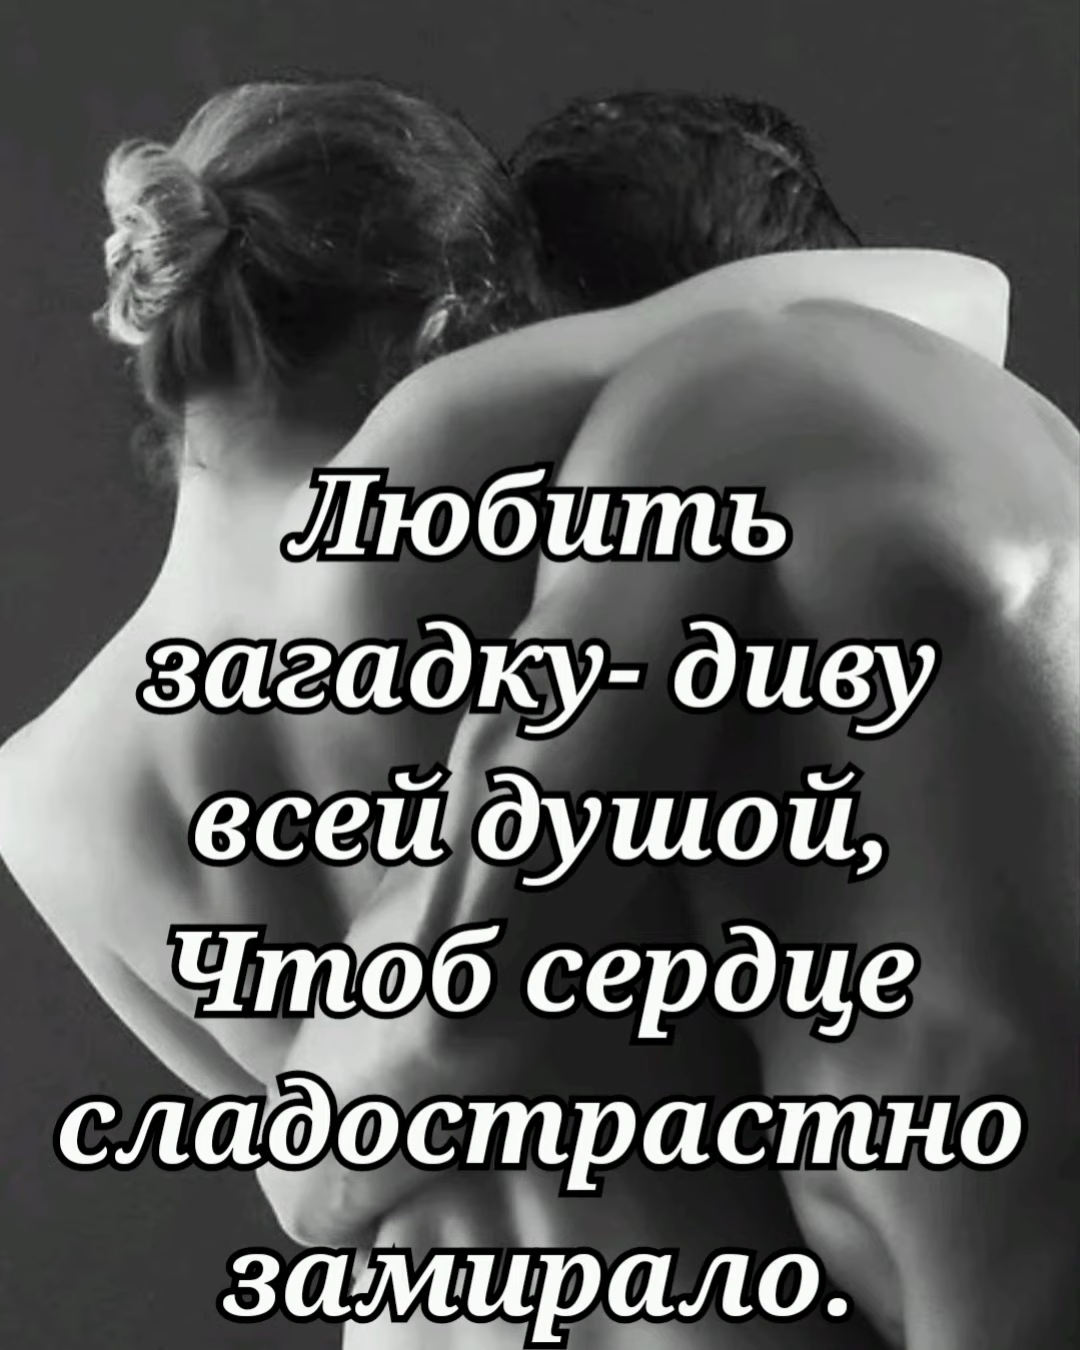 Любить
загадку- диву
всей душой,
Чтоб сердце
сладострастно
замирало.